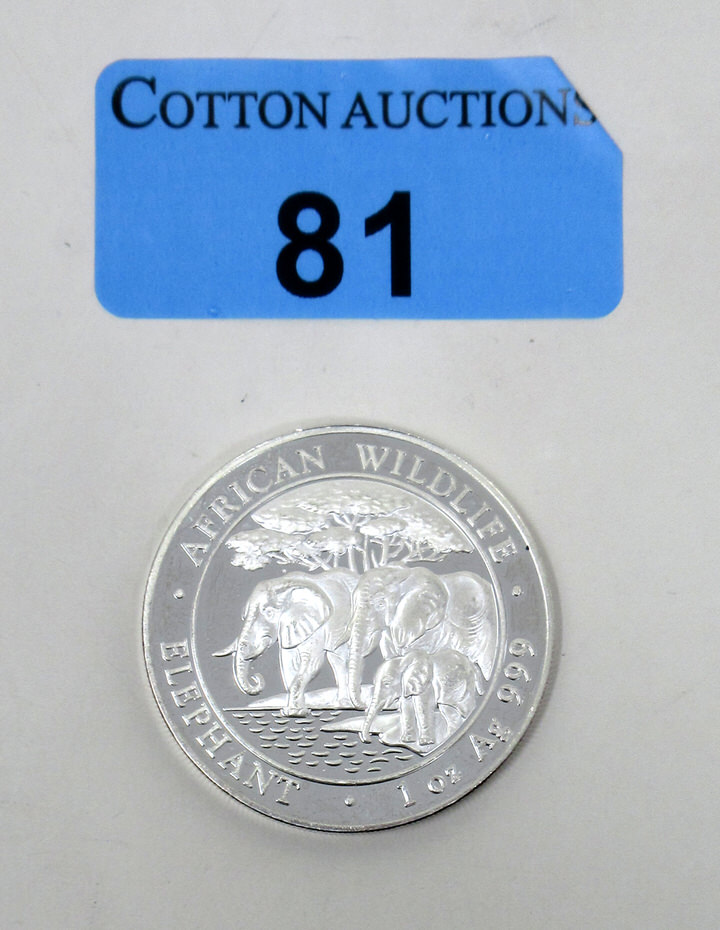 COTTON AUCTIONS
81
AFRICAN WILDLIFE
ELEPHANT • 1 oz Ag 999